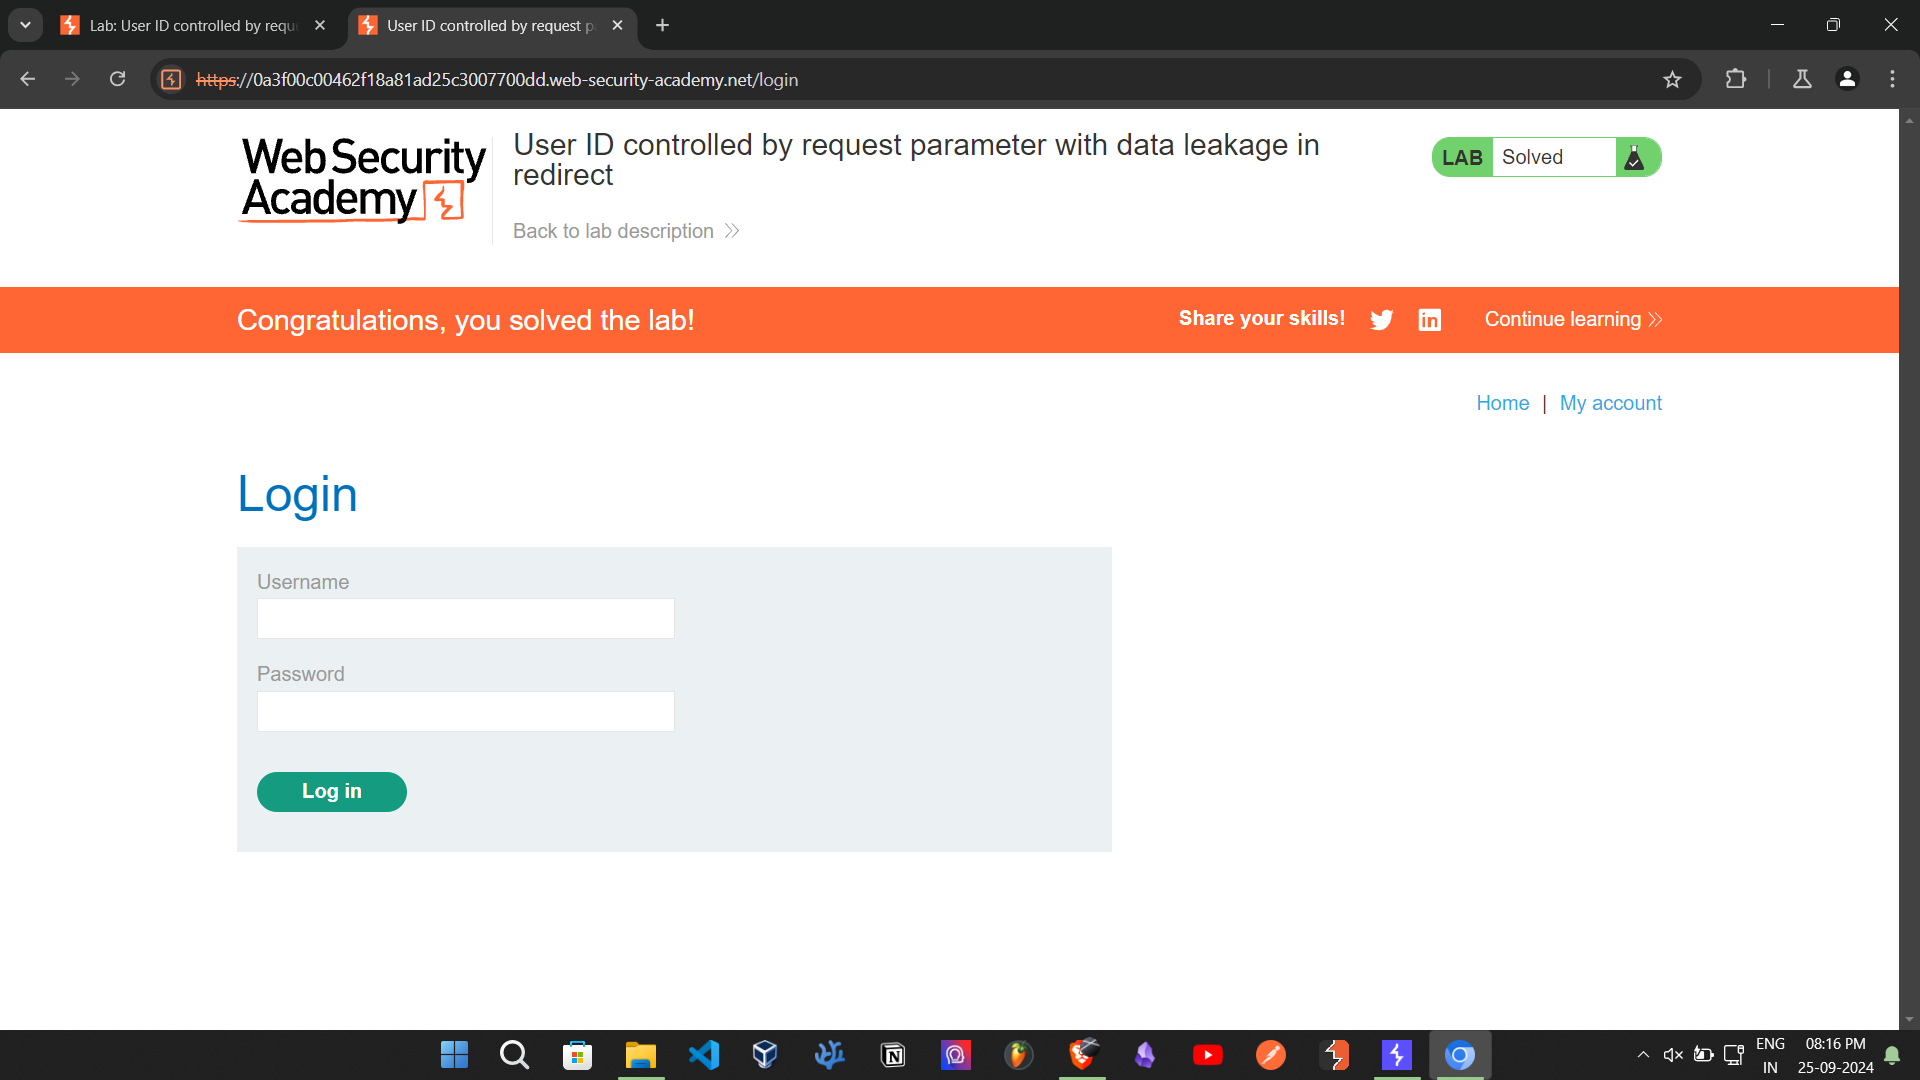 Lab: User ID controlled by requ
User ID controlled by request p
https://0a3f00c00462f18a81ad25c3007700dd.web-security-academy.net/login
Web Security
Academy
User ID controlled by request parameter with data leakage in
redirect
Back to lab description
LAB Solved
Congratulations, you solved the lab!
Share your skills!
in
Continue learning
Home | My account
Login
Username
Password
Log in
ENG
IN
08:16 PM
25-09-2024